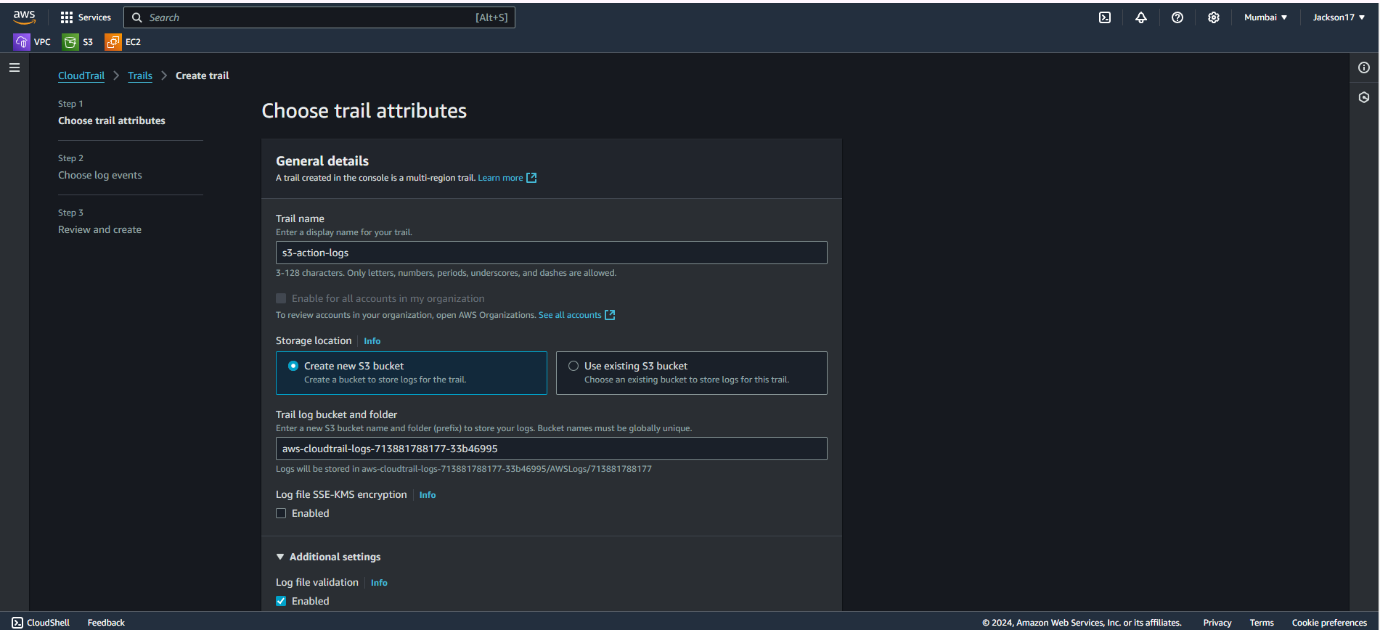 aws
Services
Search [Alt+S]
Mumbai ▼
Jackson17 ▼
VPC S3 EC2
CloudTrail > Trails > Create trail
Step 1
Choose trail attributes
Step 2
Choose log events
Step 3
Review and create
Choose trail attributes
General details
A trail created in the console is a multi-region trail. Learn more
Trail name
Enter a display name for your trail.
s3-action-logs
3-128 characters. Only letters, numbers, periods, underscores, and dashes are allowed.
Enable for all accounts in my organization
To review accounts in your organization, open AWS Organizations. See all accounts
Storage location | Info
Create new S3 bucket
Create a bucket to store logs for the trail.
Use existing S3 bucket
Choose an existing bucket to store logs for this trail.
Trail log bucket and folder
Enter a new S3 bucket name and folder (prefix) to store your logs. Bucket names must be globally unique.
aws-cloudtrail-logs-713881788177-33b46995
Logs will be stored in aws-cloudtrail-logs-713881788177-33b46995/AWSLogs/713881788177
Log file SSE-KMS encryption | Info
Enabled
▼ Additional settings
Log file validation | Info
Enabled
CloudShell Feedback
© 2024, Amazon Web Services, Inc. or its affiliates. Privacy Terms Cookie preferences